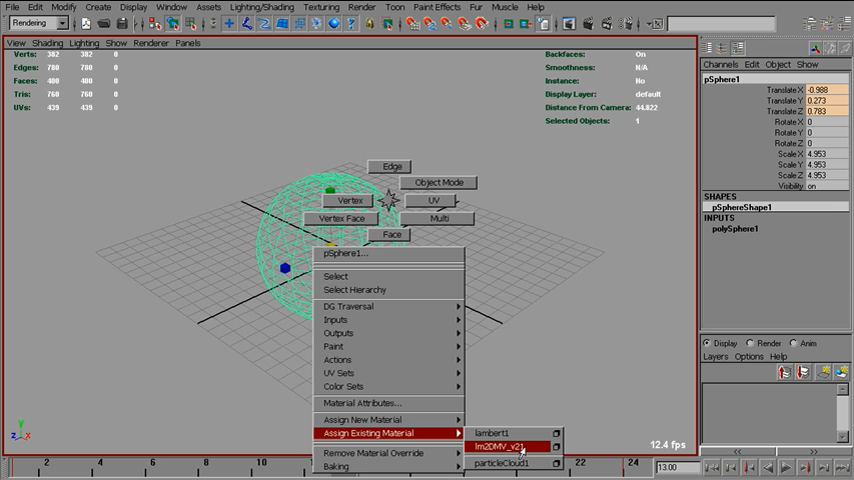 File Edit Modify Create Display Window Assets Lighting/Shading Texturing Render Toon Paint Effects Fur Muscle Help
Rendering
View Shading Lighting Show Renderer Panels
Verts: 382 382 0
Edges: 780 780 0
Faces: 400 400 0
Tris: 760 760 0
UVs: 439 439 0
Backfaces: On
Smoothness: N/A
Instance: No
Display Layer: default
Distance From Camera: 44.822
Selected Objects: 1
Edge
Object Mode
Vertex
UV
Vertex Face
Multi
Face
pSphere1...
Select
Select Hierarchy
DG Traversal
Inputs
Outputs
Paint
Actions
UV Sets
Color Sets
Material Attributes...
Assign New Material
Assign Existing Material
Remove Material Override
Baking
lambert1
lm2DMV_v21
particleCloud1
12.4 fps
Y
Z X
Channels Edit Object Show
pSphere1
Translate X -0.988
Translate Y 0.273
Translate Z 0.783
Rotate X 0
Rotate Y 0
Rotate Z 0
Scale X 4.953
Scale Y 4.953
Scale Z 4.953
Visibility on
SHAPES
pSphereShape1
INPUTS
polySphere1
Display Render Anim
Layers Options Help
2 4 6 8 10 12 24
13.00